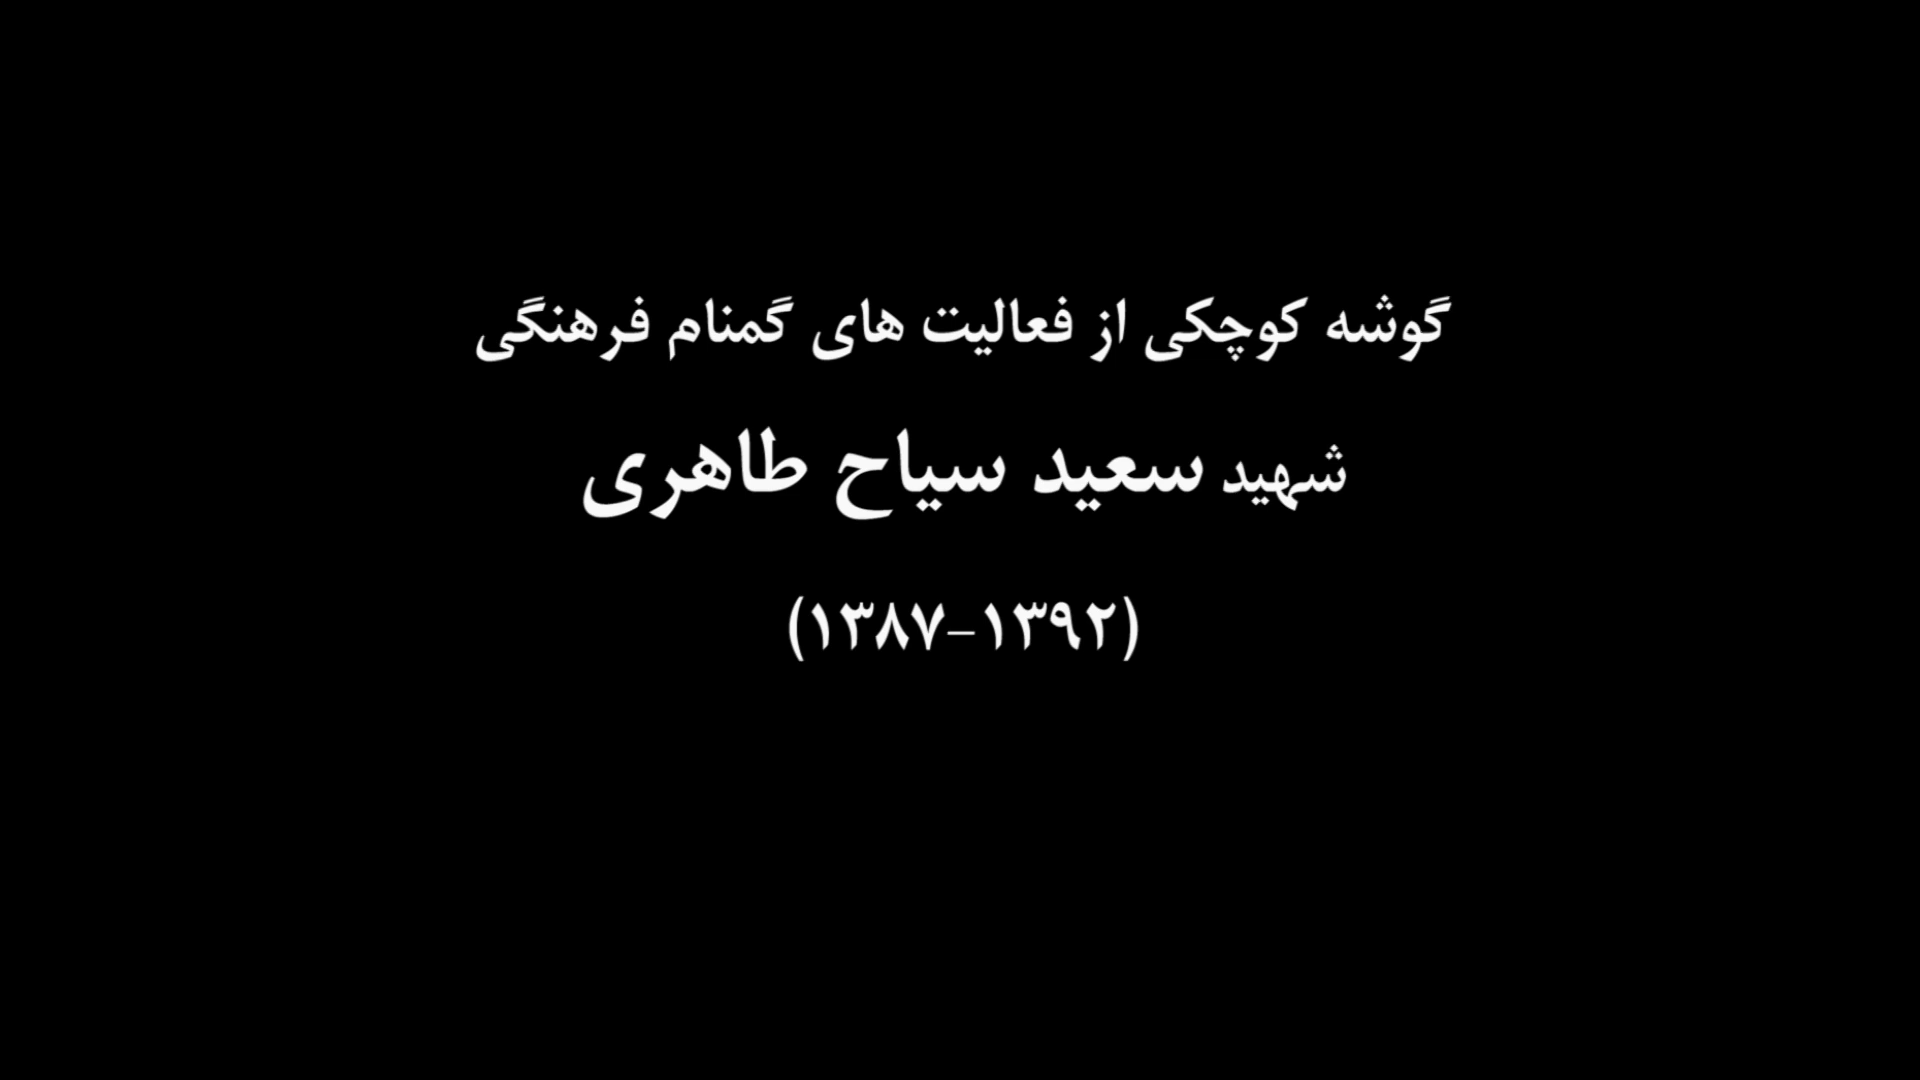 گوشه کوچکی از فعالیت های گمنام فرهنگی
شهید سعید سیاح طاهری
(۱۳۸۷-۱۳۹۲)